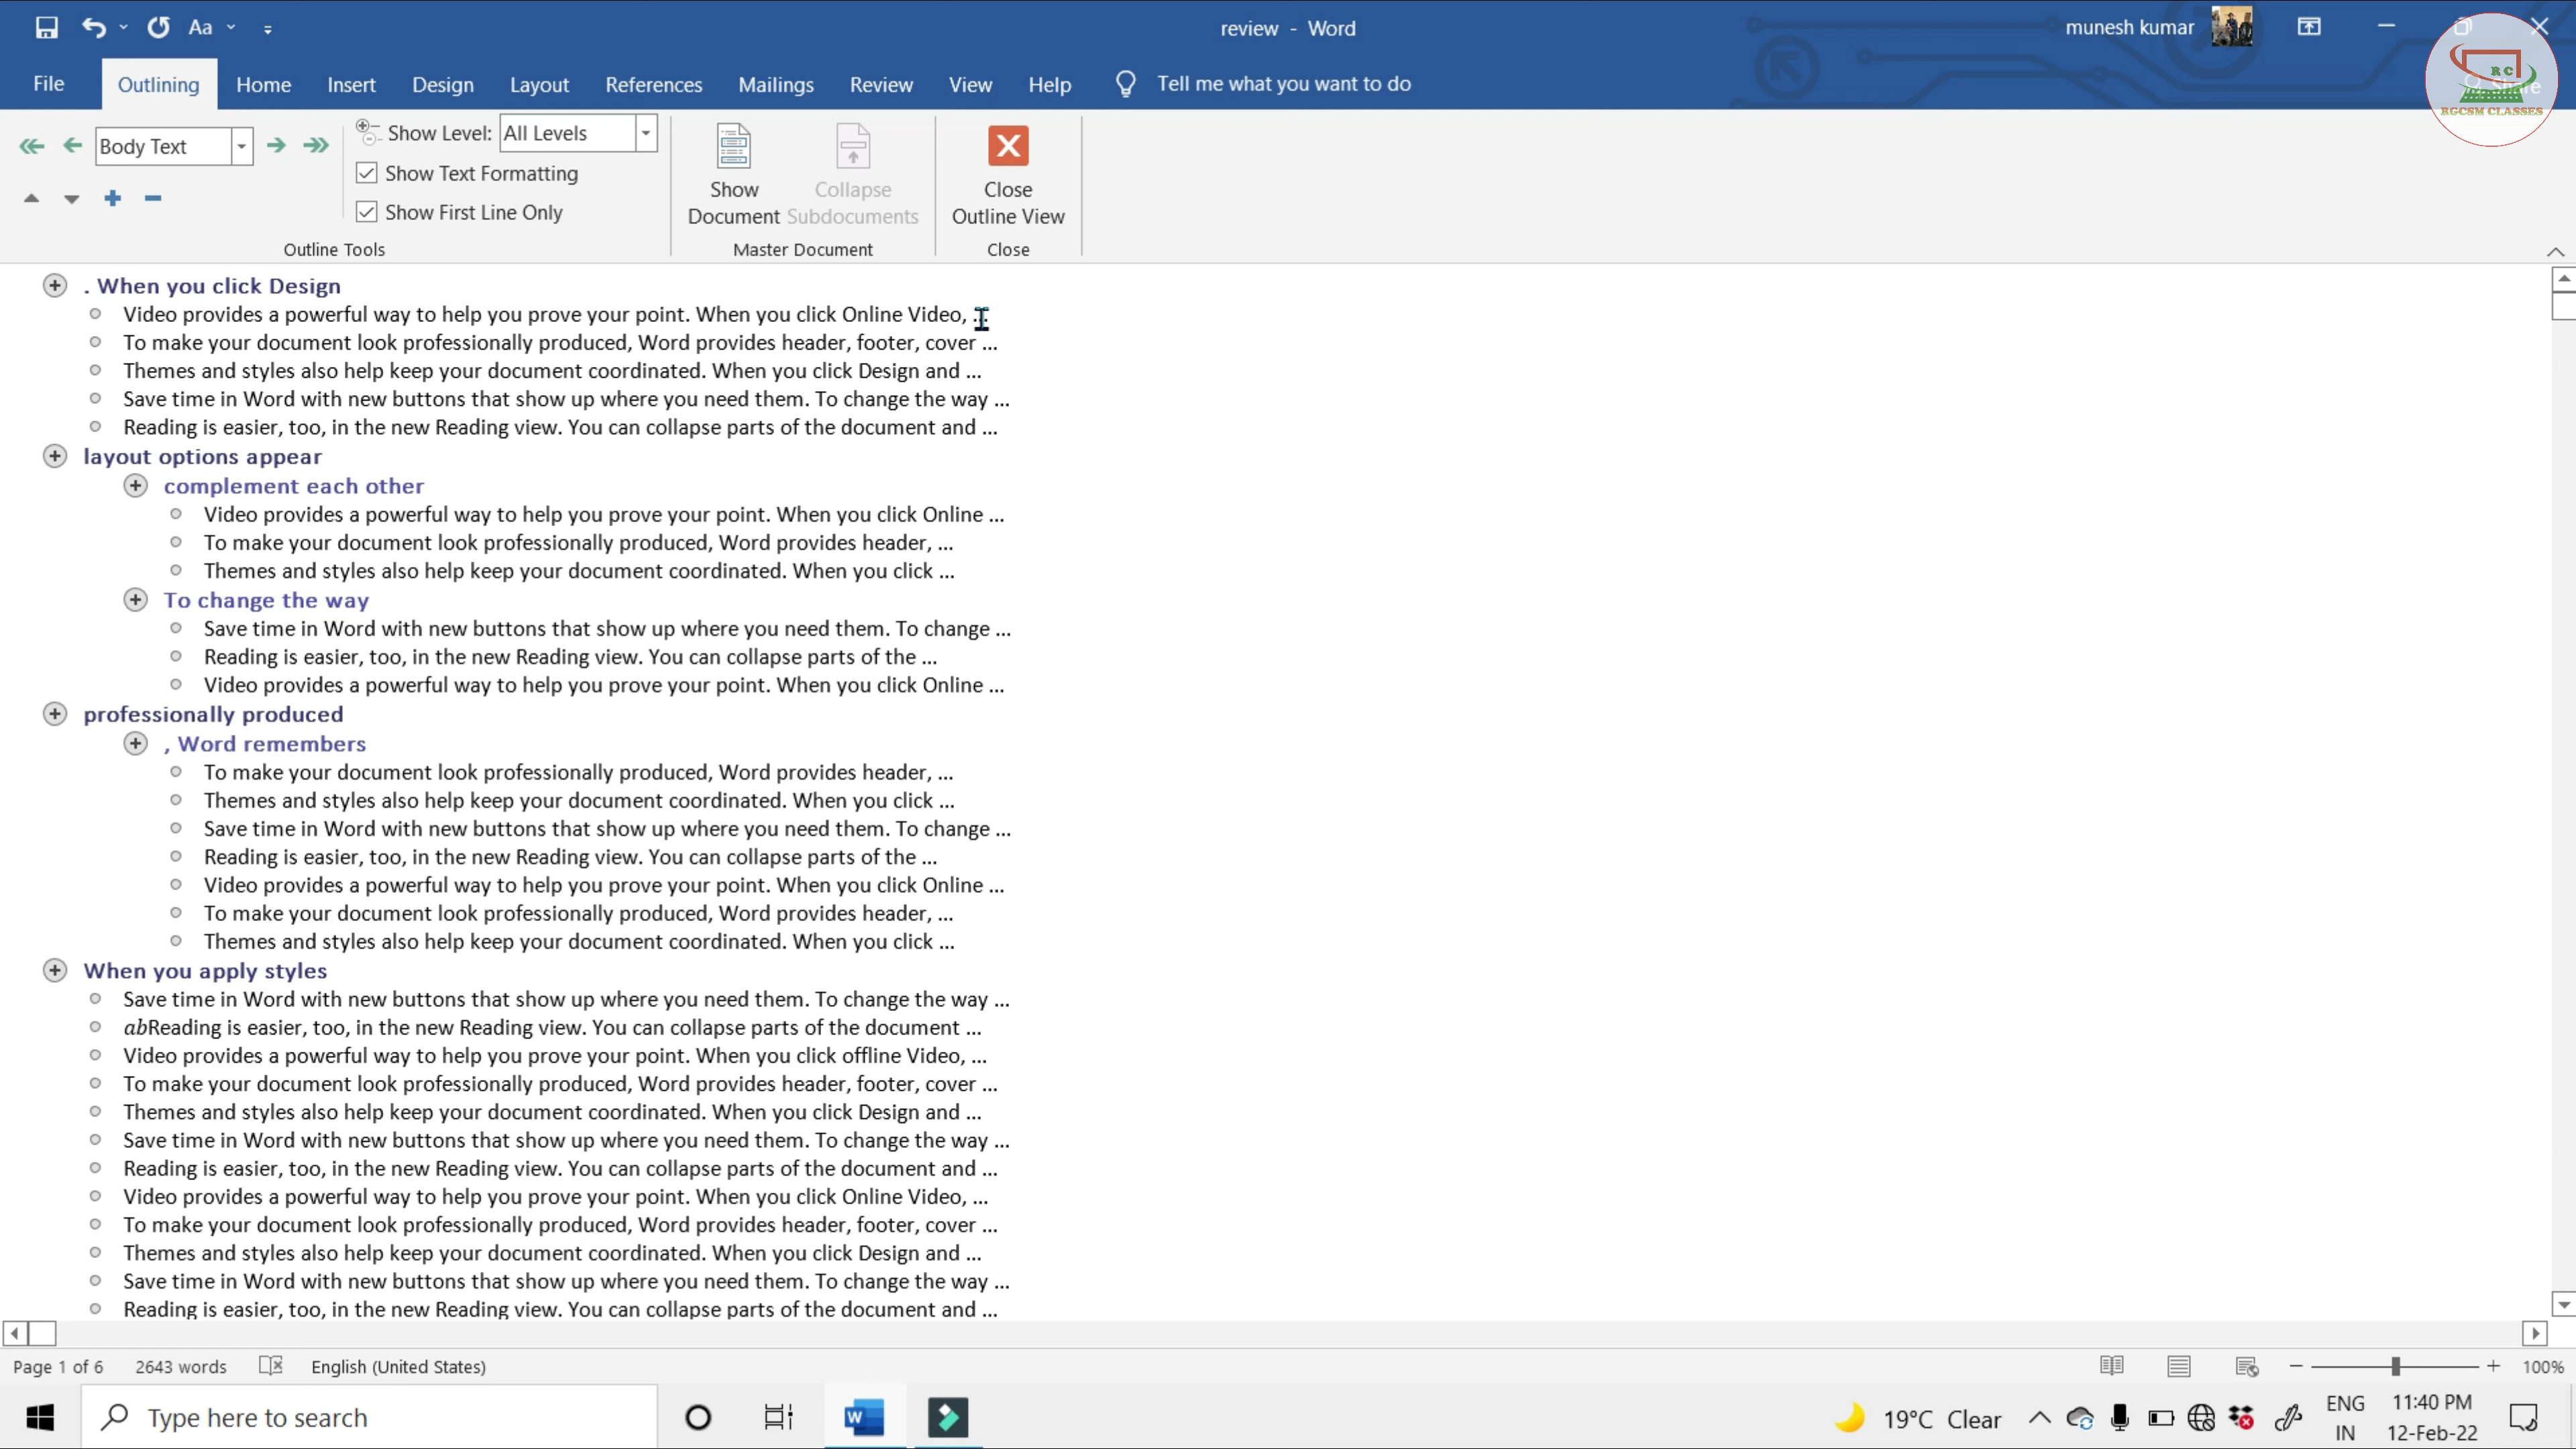 Aa
review - Word
munesh kumar
File
Outlining
Home
Insert
Design
Layout
References
Mailings
Review
View
Help
Tell me what you want to do
RC
RGCSM CLASSES
Body Text
Show Level:
All Levels
Show Text Formatting
Show First Line Only
Show
Document
Collapse
Subdocuments
Close
Outline View
Outline Tools
Master Document
Close
. When you click Design
Video provides a powerful way to help you prove your point. When you click Online Video, ...
To make your document look professionally produced, Word provides header, footer, cover ...
Themes and styles also help keep your document coordinated. When you click Design and ...
Save time in Word with new buttons that show up where you need them. To change the way ...
Reading is easier, too, in the new Reading view. You can collapse parts of the document and ...
layout options appear
complement each other
Video provides a powerful way to help you prove your point. When you click Online ...
To make your document look professionally produced, Word provides header, ...
Themes and styles also help keep your document coordinated. When you click ...
To change the way
Save time in Word with new buttons that show up where you need them. To change ...
Reading is easier, too, in the new Reading view. You can collapse parts of the ...
Video provides a powerful way to help you prove your point. When you click Online ...
professionally produced
, Word remembers
To make your document look professionally produced, Word provides header, ...
Themes and styles also help keep your document coordinated. When you click ...
Save time in Word with new buttons that show up where you need them. To change ...
Reading is easier, too, in the new Reading view. You can collapse parts of the ...
Video provides a powerful way to help you prove your point. When you click Online ...
To make your document look professionally produced, Word provides header, ...
Themes and styles also help keep your document coordinated. When you click ...
When you apply styles
Save time in Word with new buttons that show up where you need them. To change the way ...
abReading is easier, too, in the new Reading view. You can collapse parts of the document ...
Video provides a powerful way to help you prove your point. When you click offline Video, ...
To make your document look professionally produced, Word provides header, footer, cover ...
Themes and styles also help keep your document coordinated. When you click Design and ...
Save time in Word with new buttons that show up where you need them. To change the way ...
Reading is easier, too, in the new Reading view. You can collapse parts of the document and ...
Video provides a powerful way to help you prove your point. When you click Online Video, ...
To make your document look professionally produced, Word provides header, footer, cover ...
Themes and styles also help keep your document coordinated. When you click Design and ...
Save time in Word with new buttons that show up where you need them. To change the way ...
Reading is easier, too, in the new Reading view. You can collapse parts of the document and ...
Page 1 of 6
2643 words
English (United States)
100%
Type here to search
19°C Clear
ENG
IN
11:40 PM
12-Feb-22